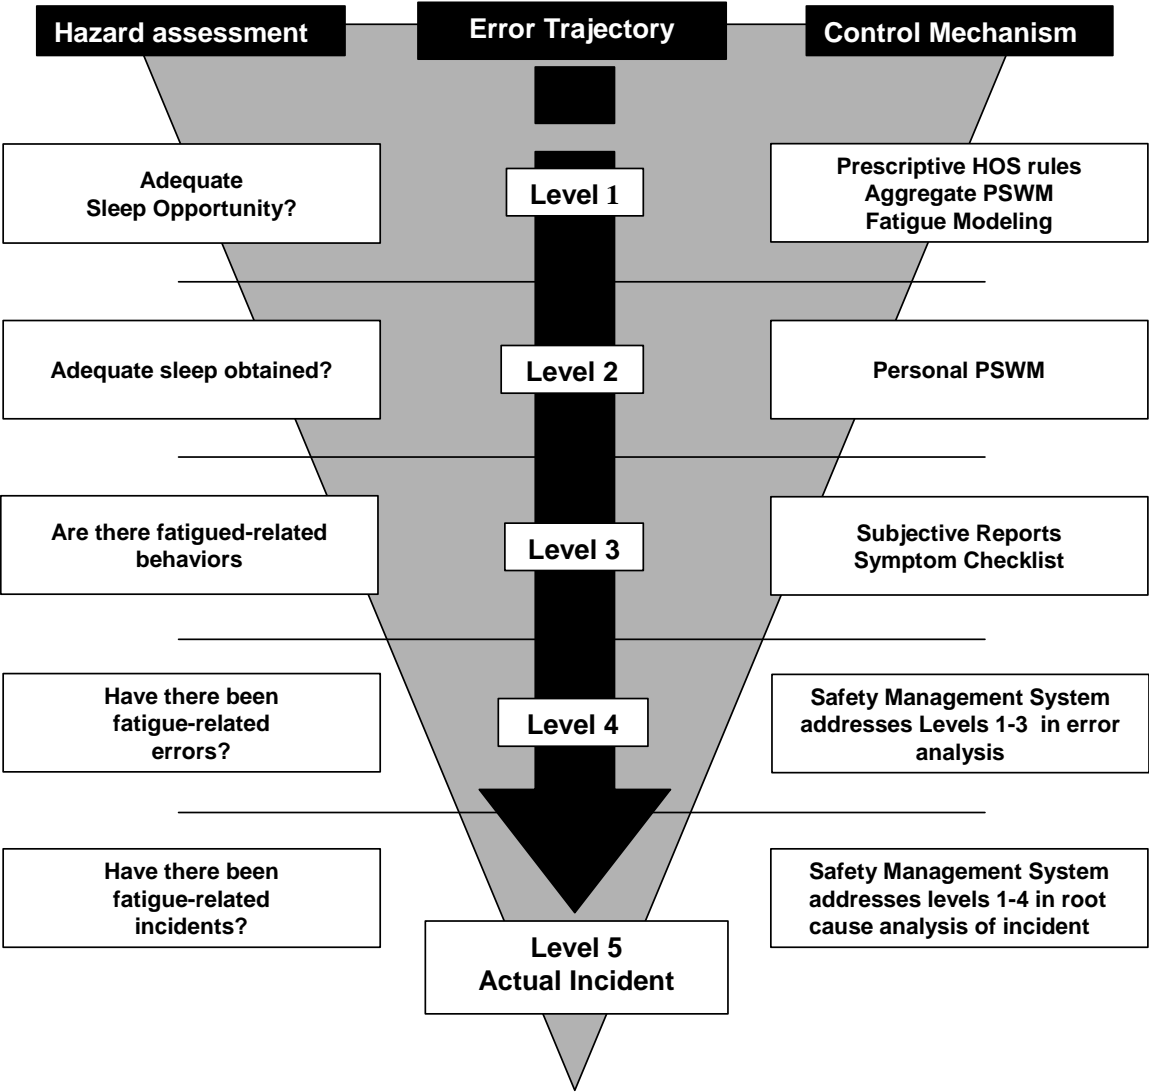 Hazard assessment
Error Trajectory
Control Mechanism
Adequate
Sleep Opportunity?
Level 1
Prescriptive HOS rules
Aggregate PSWM
Fatigue Modeling
Adequate sleep obtained?
Level 2
Personal PSWM
Are there fatigued-related
behaviors
Level 3
Subjective Reports
Symptom Checklist
Have there been
fatigue-related
errors?
Level 4
Safety Management System
addresses Levels 1-3 in error
analysis
Have there been
fatigue-related
incidents?
Level 5
Actual Incident
Safety Management System
addresses levels 1-4 in root
cause analysis of incident